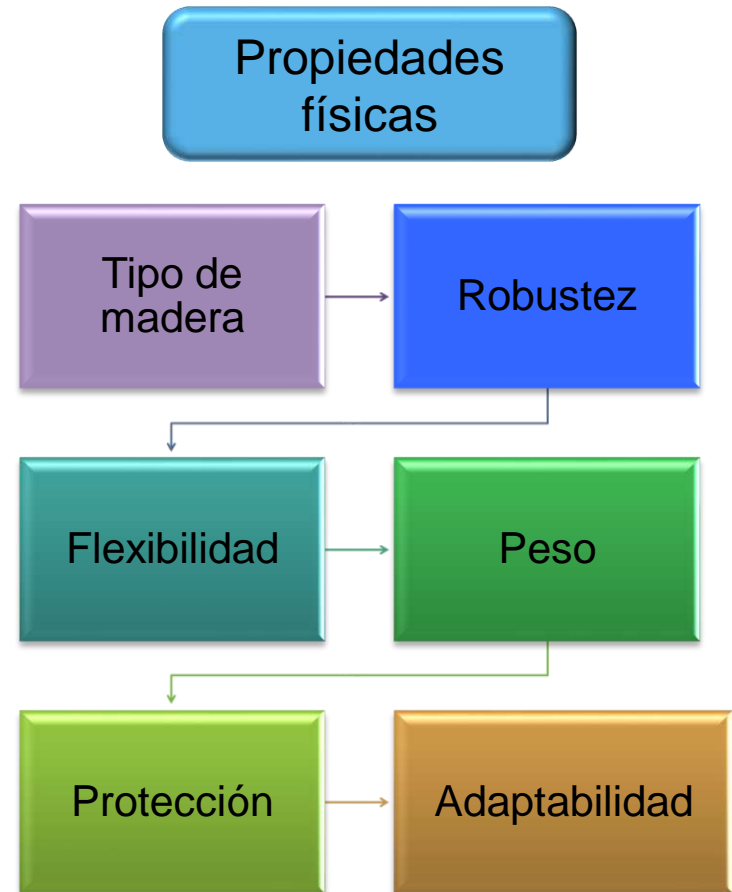 Propiedades
físicas
Tipo de
madera
Robustez
Flexibilidad
Peso
Protección
Adaptabilidad